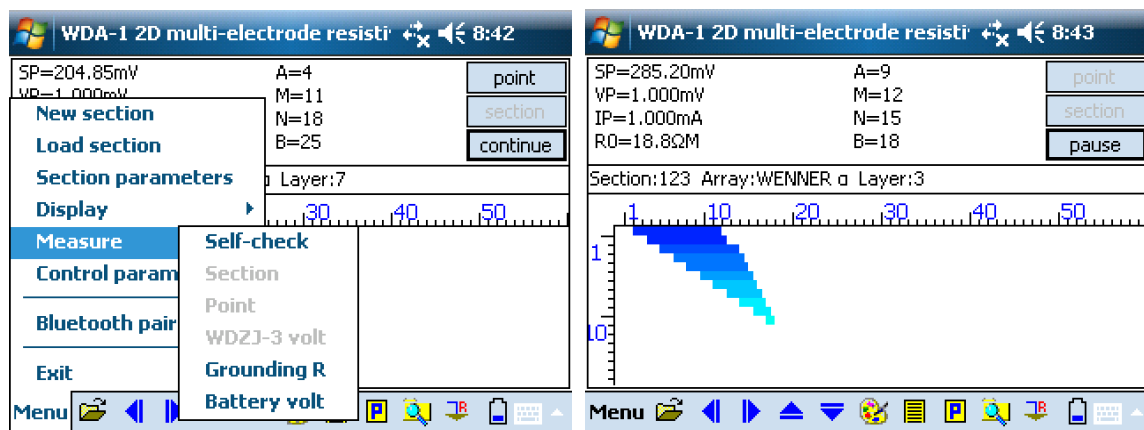 WDA-1 2D multi-electrode resisti 8:42
SP=204.85mV A=4 point
VP=1.000mV M=11
New section N=18 section
Load section B=25 continue
Section parameters α Layer:7
Display 30 40 50
Measure Self-check
Control param Section
Point
Bluetooth pair WDZJ-3 volt
Exit Grounding R
Menu Battery volt
WDA-1 2D multi-electrode resisti 8:43
SP=285.20mV A=9 point
VP=1.000mV M=12 section
IP=1.000mA N=15
R0=18.8ΩM B=18 pause
Section:123 Array:WENNER α Layer:3
1 10 20 30 40 50
1
10
Menu